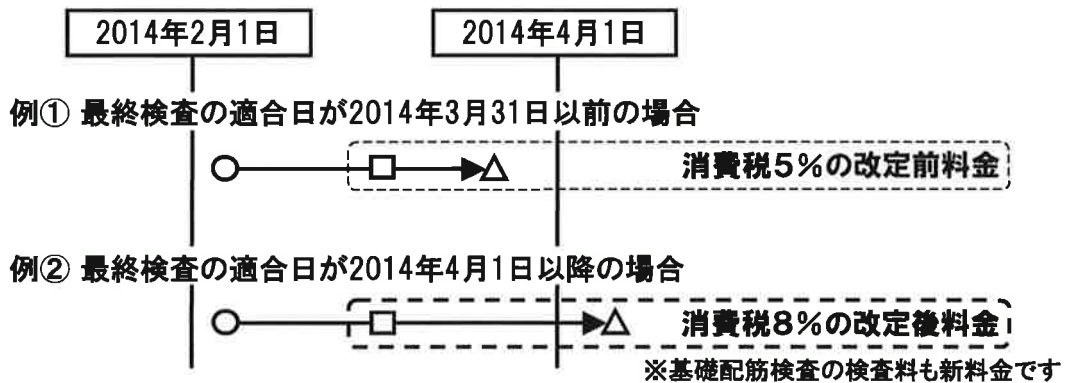 2014年2月1日
2014年4月1日
例① 最終検査の適合日が2014年3月31日以前の場合
消費税5%の改定前料金
例② 最終検査の適合日が2014年4月1日以降の場合
消費税8%の改定後料金
※基礎配筋検査の検査料も新料金です